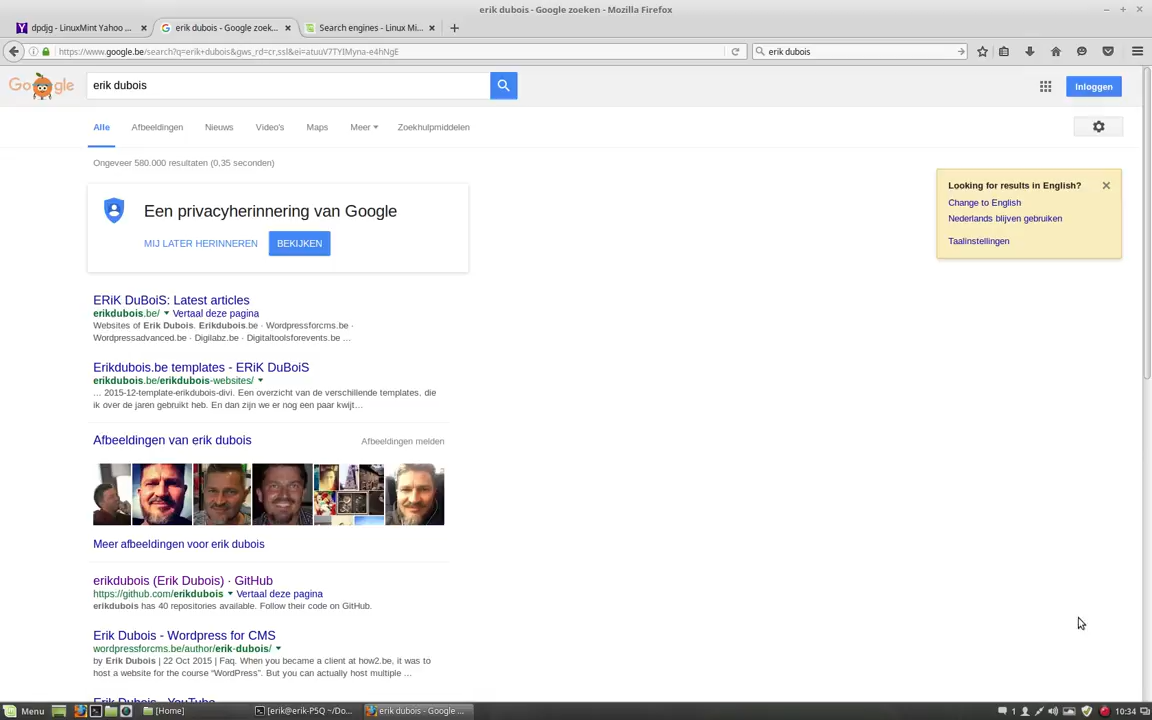 erik dubois - Google zoeken - Mozilla Firefox
dpdjg - LinuxMint Yahoo ...
erik dubois - Google zoek...
Search engines - Linux Mi...
https://www.google.be/search?q=erik+dubois&gws_rd=cr,ssl&ei=atuuV7TYIMyna-e4hNgE
erik dubois
Google
erik dubois
Inloggen
Alle Afbeeldingen Nieuws Video's Maps Meer Zoekhulpmiddelen
Ongeveer 580.000 resultaten (0,35 seconden)
Een privacyherinnering van Google
MIJ LATER HERINNEREN BEKIJKEN
Looking for results in English?
Change to English
Nederlands blijven gebruiken
Taalinstellingen
ERiK DuBoiS: Latest articles
erikdubois.be/ Vertaal deze pagina
Websites of Erik Dubois. Erikdubois.be · Wordpressforcms.be ·
Wordpressadvanced.be · Digilabz.be · Digitaltoolsforevents.be ...
Erikdubois.be templates - ERiK DuBoiS
erikdubois.be/erikdubois-websites/
... 2015-12-template-erikdubois-divi. Een overzicht van de verschillende templates, die
ik over de jaren gebruikt heb. En dan zijn we er nog een paar kwijt...
Afbeeldingen van erik dubois Afbeeldingen melden
Meer afbeeldingen voor erik dubois
erikdubois (Erik Dubois) · GitHub
https://github.com/erikdubois Vertaal deze pagina
erikdubois has 40 repositories available. Follow their code on GitHub.
Erik Dubois - Wordpress for CMS
wordpressforcms.be/author/erik-dubois/
by Erik Dubois | 22 Oct 2015 | Faq. When you became a client at how2.be, it was to
host a website for the course “WordPress”. But you can actually host multiple ...
Erik Dubois - YouTube
Menu [Home] [erik@erik-P5Q ~/Do... erik dubois - Google ... 1 10:34